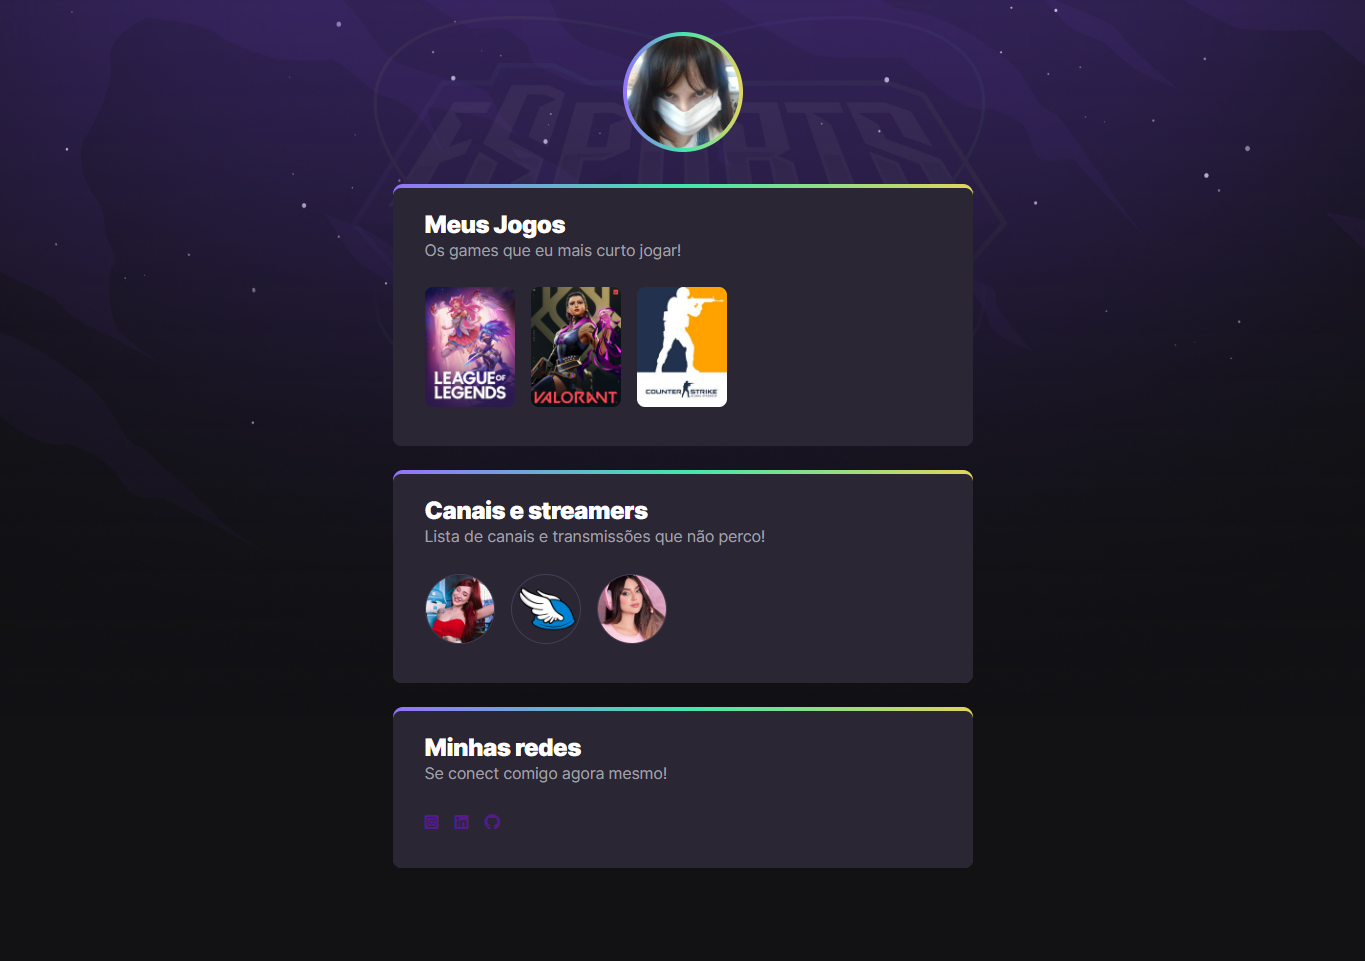 ESPORTS
Meus Jogos
Os games que eu mais curto jogar!
LEAGUE OF
LEGENDS
VALORANT
COUNTER STRIKE
Canais e streamers
Lista de canais e transmissões que não perco!
Minhas redes
Se conect comigo agora mesmo!
in